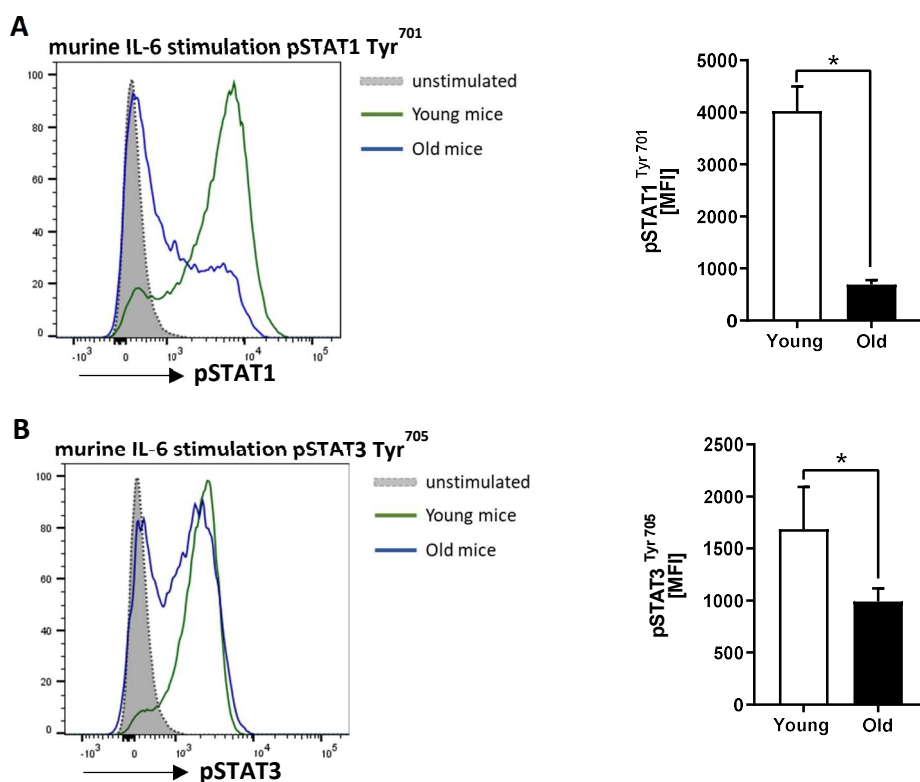 A
murine IL-6 stimulation pSTAT1 Tyr701
unstimulated
Young mice
Old mice
100
80
60
40
20
0
-10³ 0 10³ 10⁴ 10⁵
pSTAT1
pSTAT1 Tyr 701
[MFI]
5000
4000
3000
2000
1000
0
*
Young Old
B
murine IL-6 stimulation pSTAT3 Tyr705
unstimulated
Young mice
Old mice
100
80
60
40
20
0
-10³ 0 10³ 10⁴ 10⁵
pSTAT3
pSTAT3 Tyr 705
[MFI]
2500
2000
1500
1000
500
0
*
Young Old